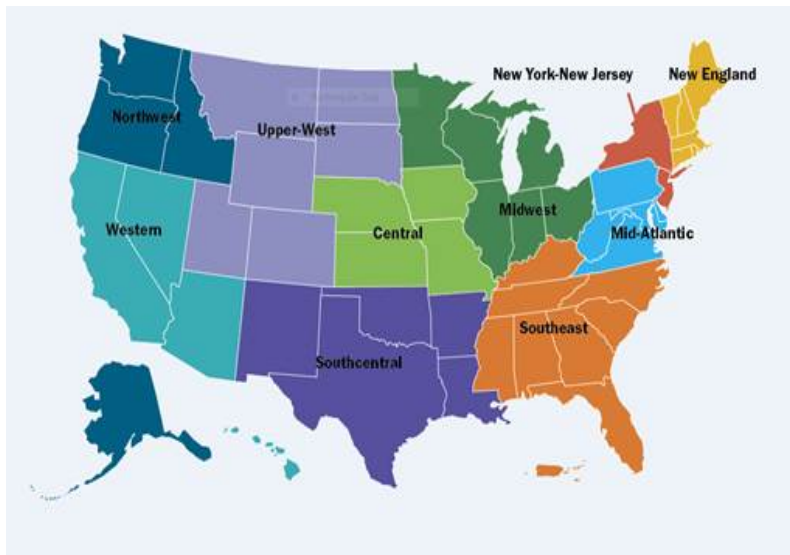 New York-New Jersey
New England
Northwest
Upper-West
Midwest
Western
Central
Mid-Atlantic
Southeast
Southcentral